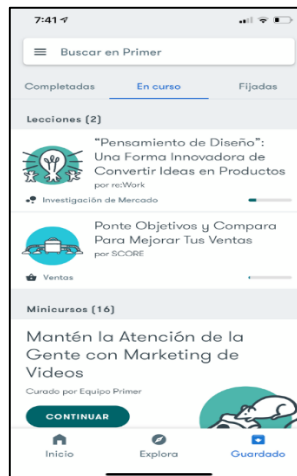 7:41
Buscar en Primer
Completadas En curso Fijadas
Lecciones (2)
"Pensamiento de Diseño":
Una Forma Innovadora de
Convertir Ideas en Productos
por re:Work
Investigación de Mercado
Ponte Objetivos y Compara
Para Mejorar Tus Ventas
por SCORE
Ventas
Minicursos (16)
Mantén la Atención de la
Gente con Marketing de
Videos
Curado por Equipo Primer
CONTINUAR
Inicio Explora Guardado